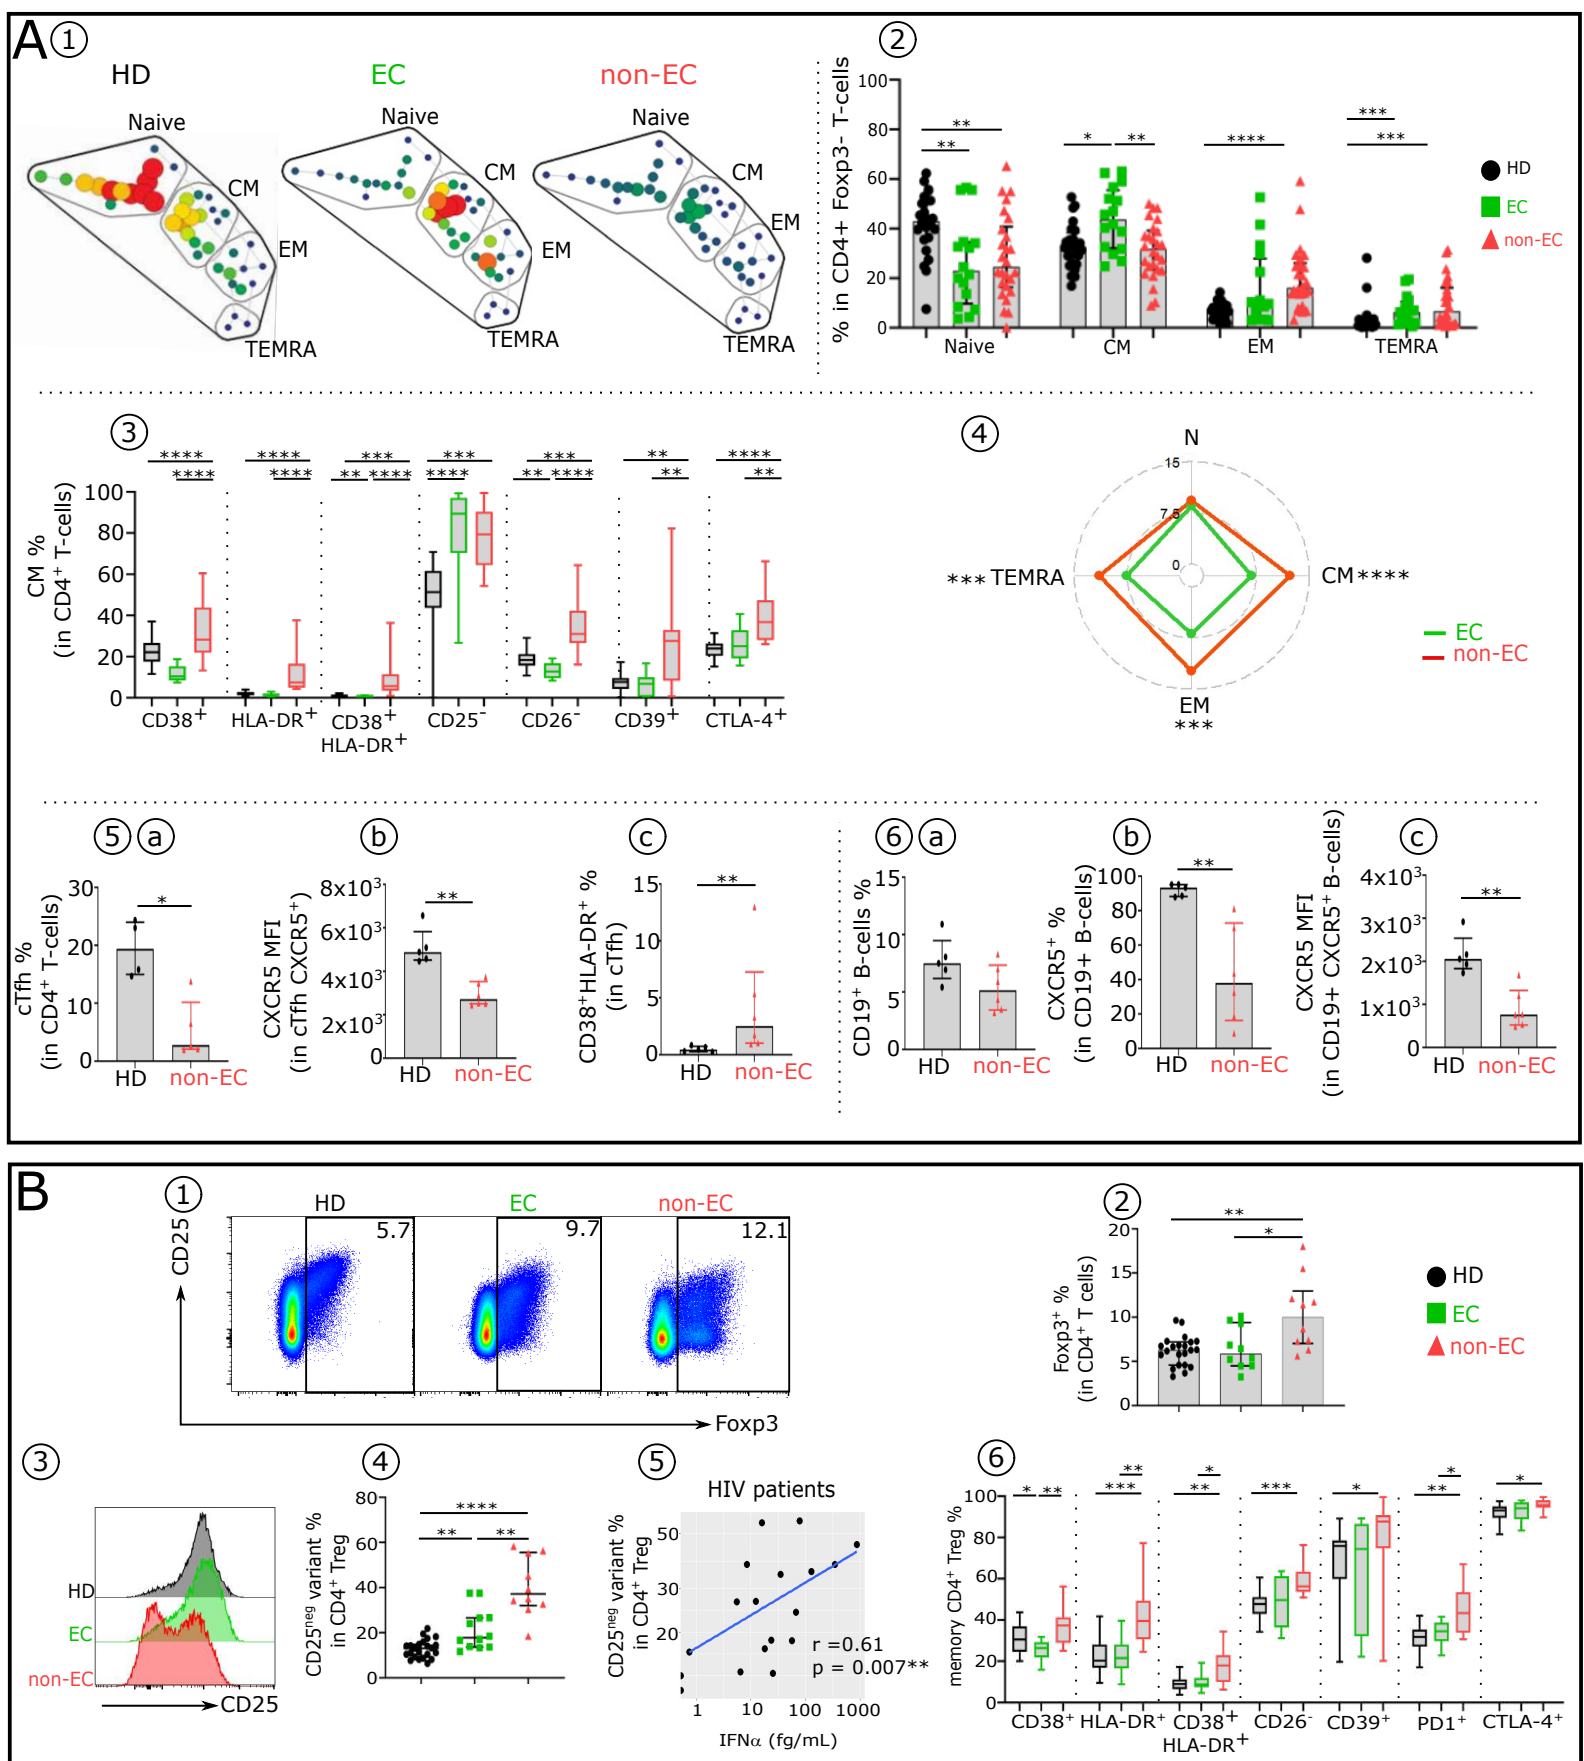 A
1
HD
EC
non-EC
Naive
CM
EM
TEMRA
Naive
CM
EM
TEMRA
Naive
CM
EM
TEMRA
2
% in CD4+ Foxp3- T-cells
100
80
60
40
20
0
**
**
*
**
****
***
***
Naive
CM
EM
TEMRA
HD
EC
non-EC
3
CM %
(in CD4+ T-cells)
100
80
60
40
20
0
****
****
****
****
***
** ****
***
****
***
** ****
**
**
****
**
CD38+
HLA-DR+
CD38+
HLA-DR+
CD25-
CD26-
CD39+
CTLA-4+
4
N
15
7.5
0
*** TEMRA
CM****
EM
***
EC
non-EC
5
a
cTfh %
(in CD4+ T-cells)
30
20
10
0
*
HD
non-EC
b
CXCR5 MFI
(in cTfh CXCR5+)
8x10³
6x10³
4x10³
2x10³
0
**
HD
non-EC
c
CD38+HLA-DR+ %
(in cTfh)
15
10
5
0
**
HD
non-EC
6
a
CD19+ B-cells %
15
10
5
0
HD
non-EC
b
CXCR5+ %
(in CD19+ B-cells)
100
80
60
40
20
0
**
HD
non-EC
c
CXCR5 MFI
(in CD19+ CXCR5+ B-cells)
4x10³
3x10³
2x10³
1x10³
0
**
HD
non-EC
B
1
HD
EC
non-EC
5.7
9.7
12.1
CD25
Foxp3
2
Foxp3+ %
(in CD4+ T cells)
20
15
10
5
0
**
*
HD
EC
non-EC
3
HD
EC
non-EC
CD25
4
CD25neg variant %
in CD4+ Treg
80
60
40
20
0
****
**
**
5
HIV patients
CD25neg variant %
in CD4+ Treg
50
30
20
r =0.61
p = 0.007**
1
10
100
1000
IFNα (fg/mL)
6
memory CD4+ Treg %
100
80
60
40
20
0
* **
**
***
*
**
***
*
*
**
*
CD38+
HLA-DR+
CD38+
HLA-DR+
CD26-
CD39+
PD1+
CTLA-4+